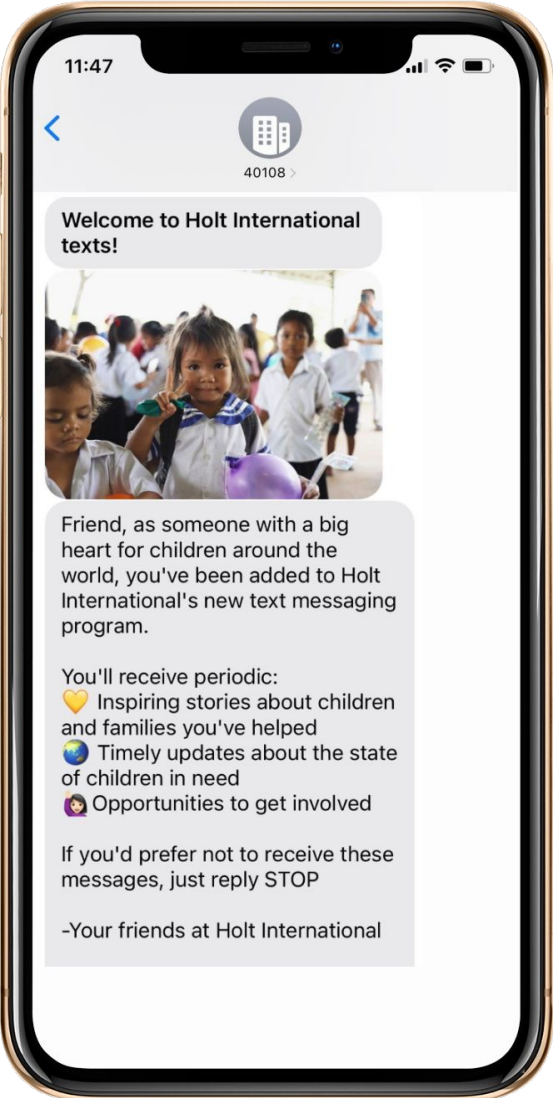 11:47
40108
Welcome to Holt International
texts!
Friend, as someone with a big
heart for children around the
world, you've been added to Holt
International's new text messaging
program.
You'll receive periodic:
💛 Inspiring stories about children
and families you've helped
🌏 Timely updates about the state
of children in need
🙋🏻‍♀️ Opportunities to get involved
If you'd prefer not to receive these
messages, just reply STOP
-Your friends at Holt International